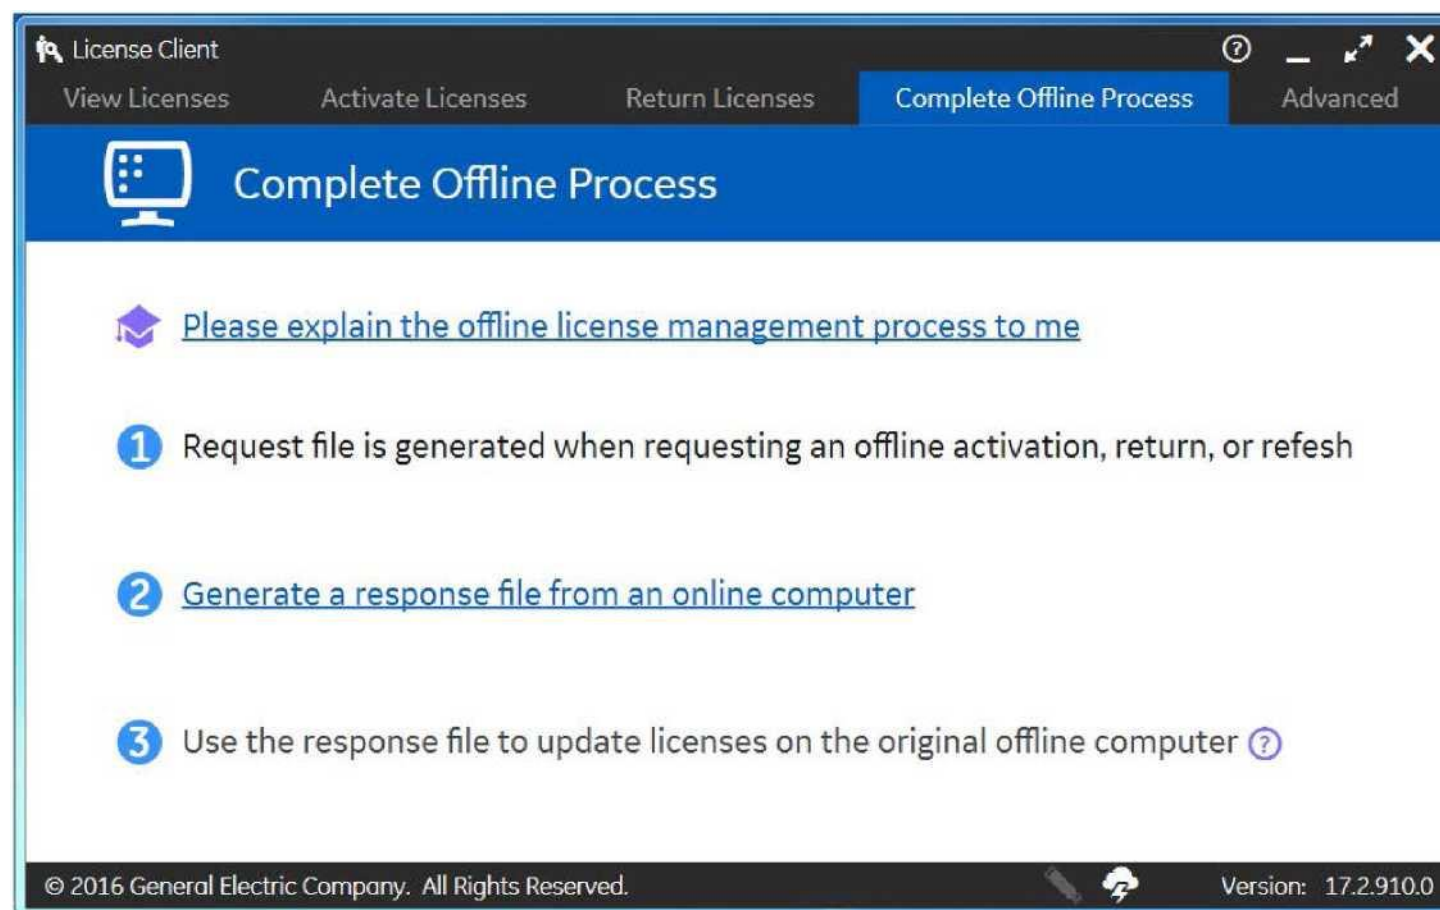 License Client
View Licenses Activate Licenses Return Licenses Complete Offline Process Advanced
Complete Offline Process
Please explain the offline license management process to me
1 Request file is generated when requesting an offline activation, return, or refesh
2 Generate a response file from an online computer
3 Use the response file to update licenses on the original offline computer ?
© 2016 General Electric Company. All Rights Reserved. Version: 17.2.910.0